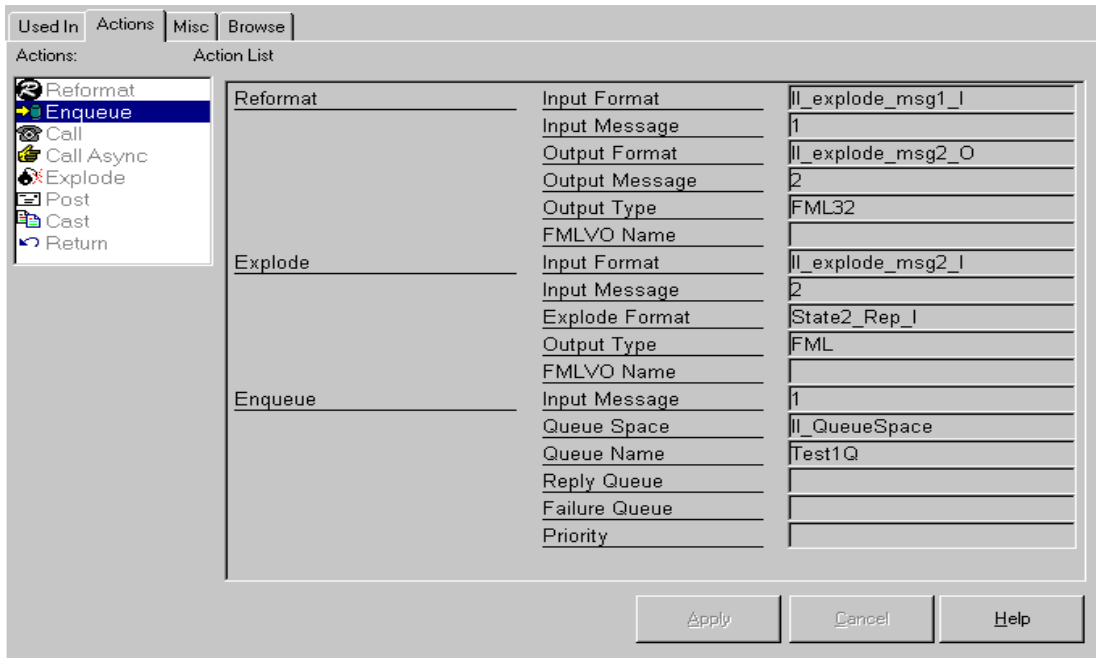 Used In Actions Misc Browse
Actions: Action List
Reformat
Enqueue
Call
Call Async
Explode
Post
Cast
Return
Reformat Input Format II_explode_msg1_I
Input Message 1
Output Format II_explode_msg2_O
Output Message 2
Output Type FML32
FMLVO Name
Explode Input Format II_explode_msg2_I
Input Message 2
Explode Format State2_Rep_I
Output Type FML
FMLVO Name
Enqueue Input Message 1
Queue Space II_QueueSpace
Queue Name Test1Q
Reply Queue
Failure Queue
Priority
Apply Cancel Help